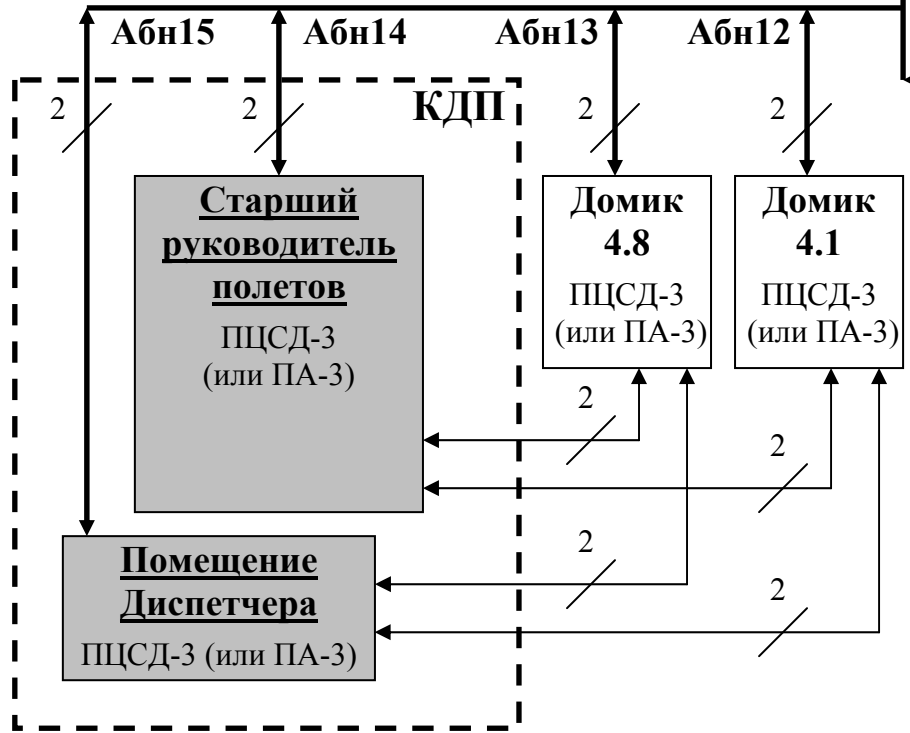 Абн15
Абн14
Абн13
Абн12
2
2
КДП
2
2
Старший
руководитель
полетов
ПЦСД-3
(или ПА-3)
Домик
4.8
ПЦСД-3
(или ПА-3)
Домик
4.1
ПЦСД-3
(или ПА-3)
2
2
2
2
Помещение
Диспетчера
ПЦСД-3 (или ПА-3)